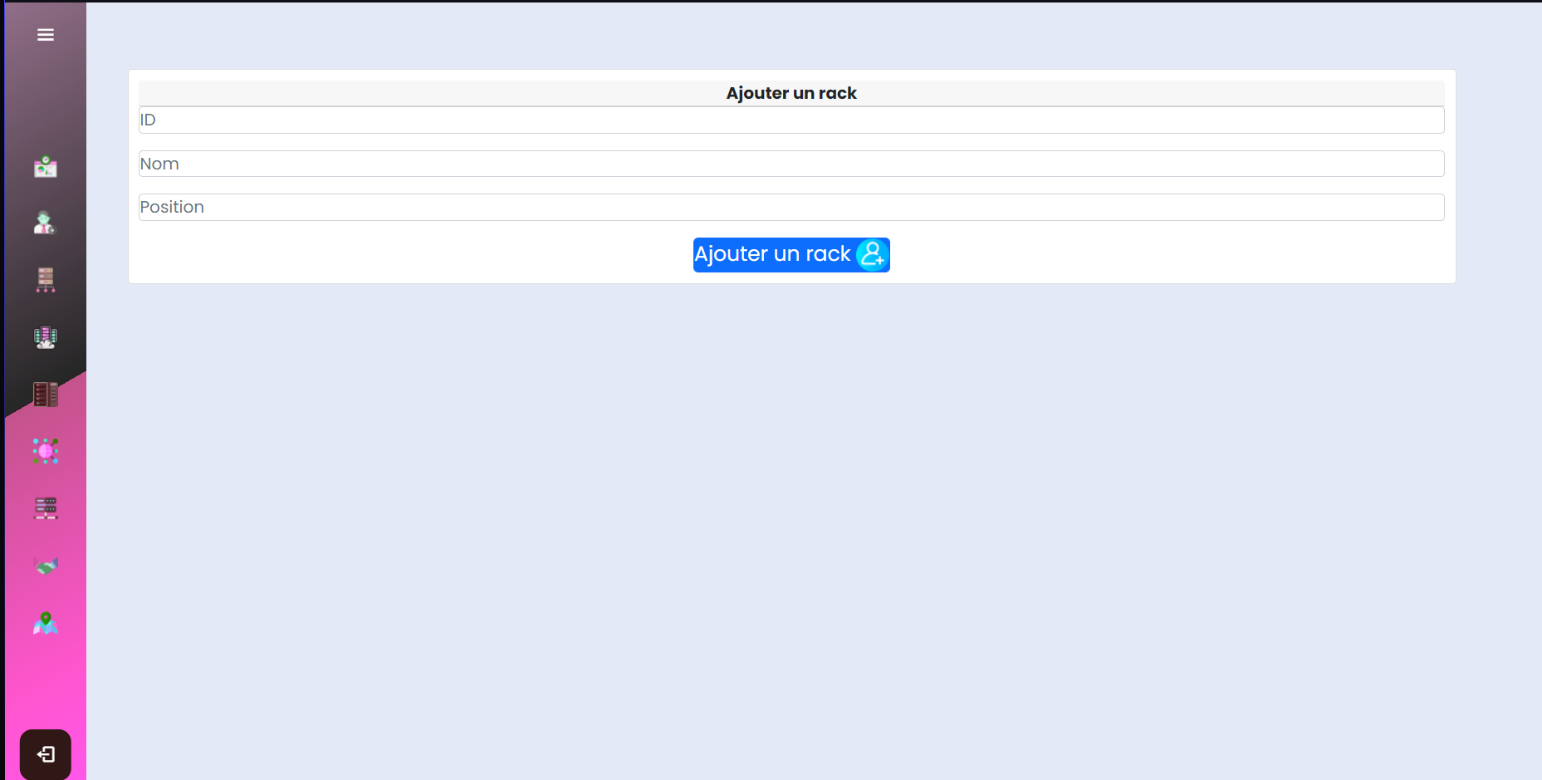 Ajouter un rack
ID
Nom
Position
Ajouter un rack